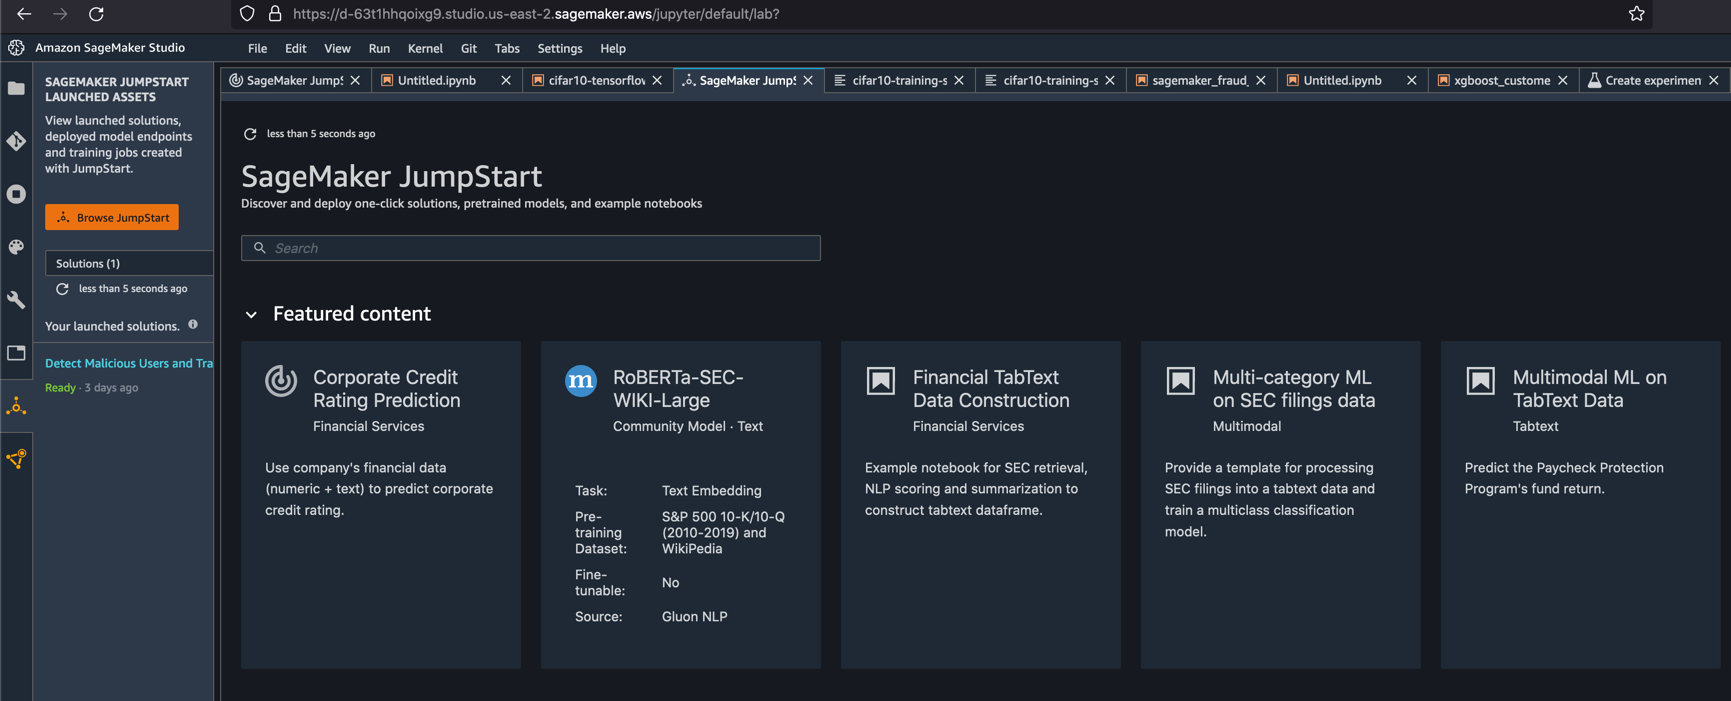 https://d-63t1hhqoixg9.studio.us-east-2.sagemaker.aws/jupyter/default/lab?
Amazon SageMaker Studio
File Edit View Run Kernel Git Tabs Settings Help
SAGEMAKER JUMPSTART
LAUNCHED ASSETS
View launched solutions,
deployed model endpoints
and training jobs created
with JumpStart.
Browse JumpStart
Solutions (1)
less than 5 seconds ago
Your launched solutions.
Detect Malicious Users and Tra
Ready · 3 days ago
SageMaker JumpS
Untitled.ipynb
cifar10-tensorflow
SageMaker JumpS
cifar10-training-s
cifar10-training-s
sagemaker_fraud_
Untitled.ipynb
xgboost_custome
Create experimen
less than 5 seconds ago
SageMaker JumpStart
Discover and deploy one-click solutions, pretrained models, and example notebooks
Search
Featured content
Corporate Credit
Rating Prediction
Financial Services
Use company's financial data
(numeric + text) to predict corporate
credit rating.
m
RoBERTa-SEC-
WIKI-Large
Community Model · Text
Task: Text Embedding
Pre-
training
Dataset:
S&P 500 10-K/10-Q
(2010-2019) and
WikiPedia
Fine-
tunable:
No
Source: Gluon NLP
Financial TabText
Data Construction
Financial Services
Example notebook for SEC retrieval,
NLP scoring and summarization to
construct tabtext dataframe.
Multi-category ML
on SEC filings data
Multimodal
Provide a template for processing
SEC filings into a tabtext data and
train a multiclass classification
model.
Multimodal ML on
TabText Data
Tabtext
Predict the Paycheck Protection
Program's fund return.